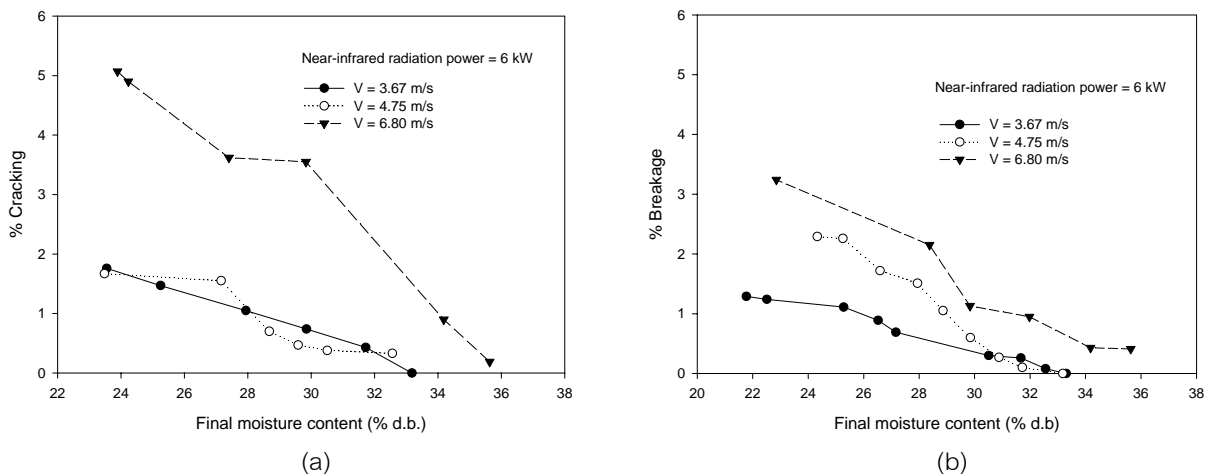 6
5
4
3
2
1
0
% Cracking
Near-infrared radiation power = 6 kW
V = 3.67 m/s
V = 4.75 m/s
V = 6.80 m/s
22 24 26 28 30 32 34 36 38
Final moisture content (% d.b.)
(a)
6
5
4
3
2
1
0
% Breakage
Near-infrared radiation power = 6 kW
V = 3.67 m/s
V = 4.75 m/s
V = 6.80 m/s
20 22 24 26 28 30 32 34 36 38
Final moisture content (% d.b)
(b)